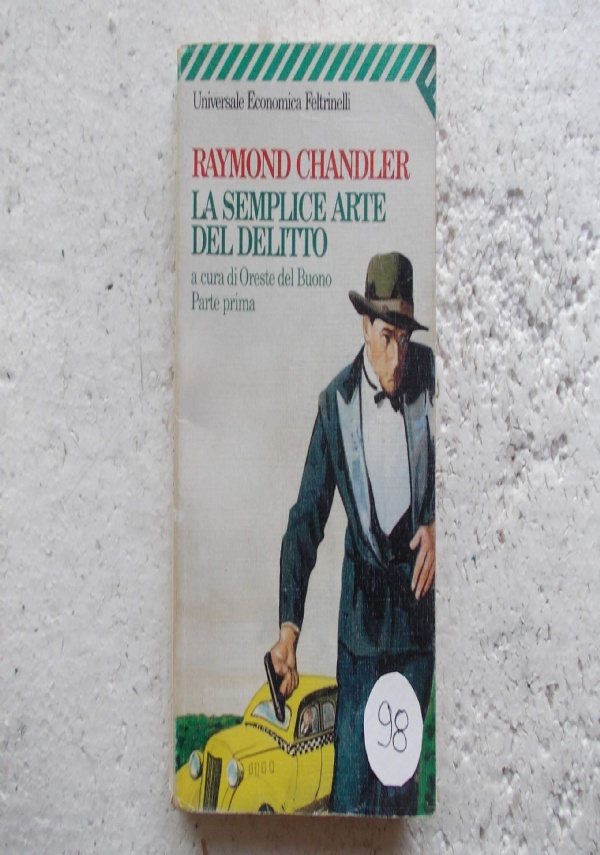 Universale Economica Feltrinelli
RAYMOND CHANDLER
LA SEMPLICE ARTE
DEL DELITTO
a cura di Oreste del Buono
Parte prima
98